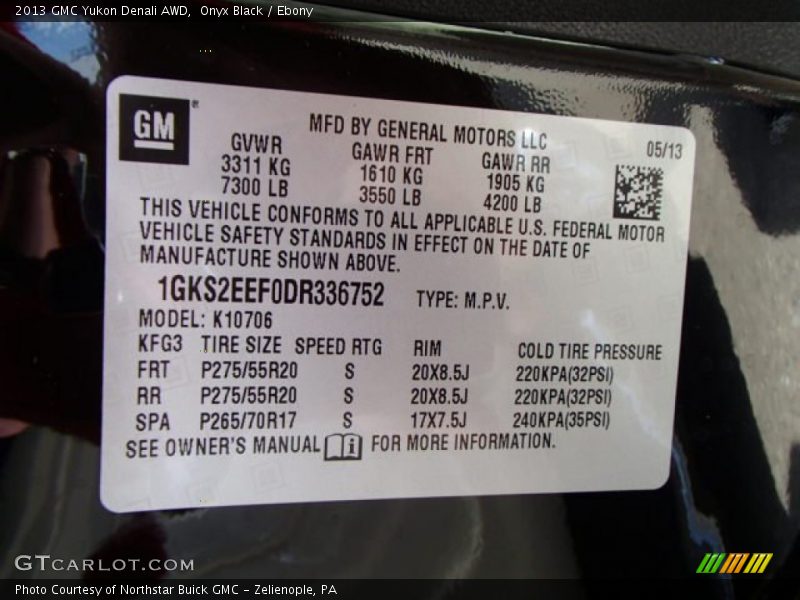 2013 GMC Yukon Denali AWD, Onyx Black / Ebony
GM
MFD BY GENERAL MOTORS LLC
GVWR GAWR FRT GAWR RR 05/13
3311 KG 1610 KG 1905 KG
7300 LB 3550 LB 4200 LB
THIS VEHICLE CONFORMS TO ALL APPLICABLE U.S. FEDERAL MOTOR
VEHICLE SAFETY STANDARDS IN EFFECT ON THE DATE OF
MANUFACTURE SHOWN ABOVE.
1GKS2EEF0DR336752 TYPE: M.P.V.
MODEL: K10706
KFG3 TIRE SIZE SPEED RTG RIM COLD TIRE PRESSURE
FRT P275/55R20 S 20X8.5J 220KPA(32PSI)
RR P275/55R20 S 20X8.5J 220KPA(32PSI)
SPA P265/70R17 S 17X7.5J 240KPA(35PSI)
SEE OWNER'S MANUAL FOR MORE INFORMATION.
GTCARLOT.COM
Photo Courtesy of Northstar Buick GMC - Zelienople, PA